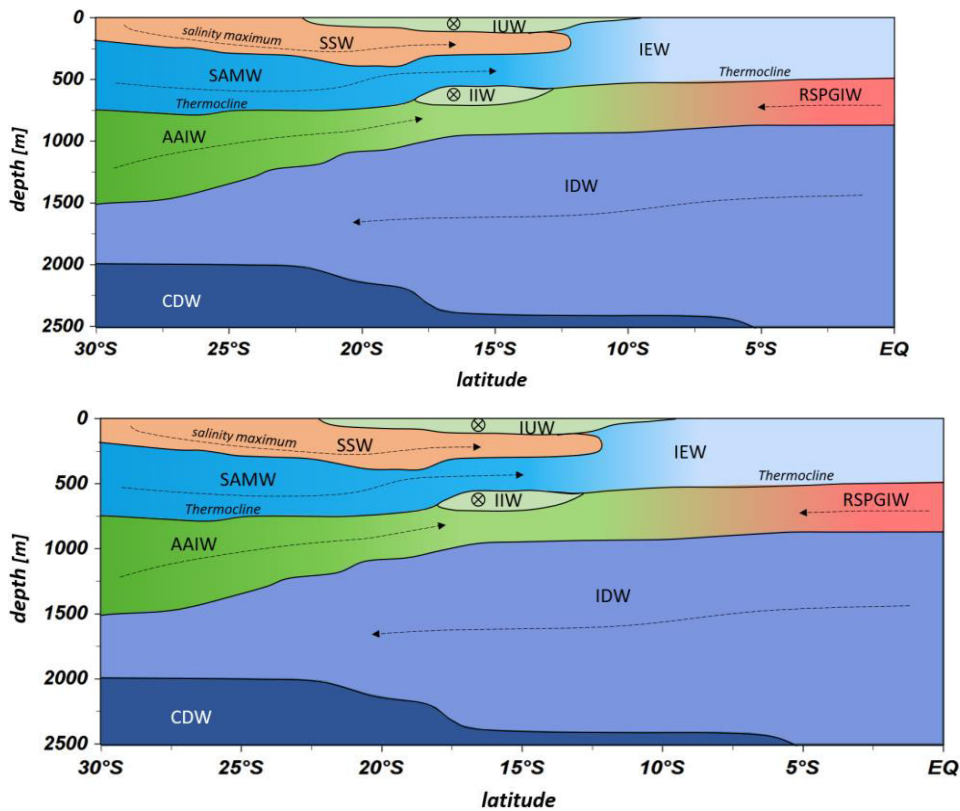 0
IUW
salinity maximum
SSW
IEW
500
SAMW
Thermocline
Thermocline
IIW
RSPGIW
1000
AAIW
depth [m]
1500
IDW
2000
CDW
2500
30°S 25°S 20°S 15°S 10°S 5°S EQ
latitude
0
IUW
salinity maximum
SSW
IEW
500
SAMW
Thermocline
Thermocline
IIW
RSPGIW
1000
AAIW
depth [m]
1500
IDW
2000
CDW
2500
30°S 25°S 20°S 15°S 10°S 5°S EQ
latitude